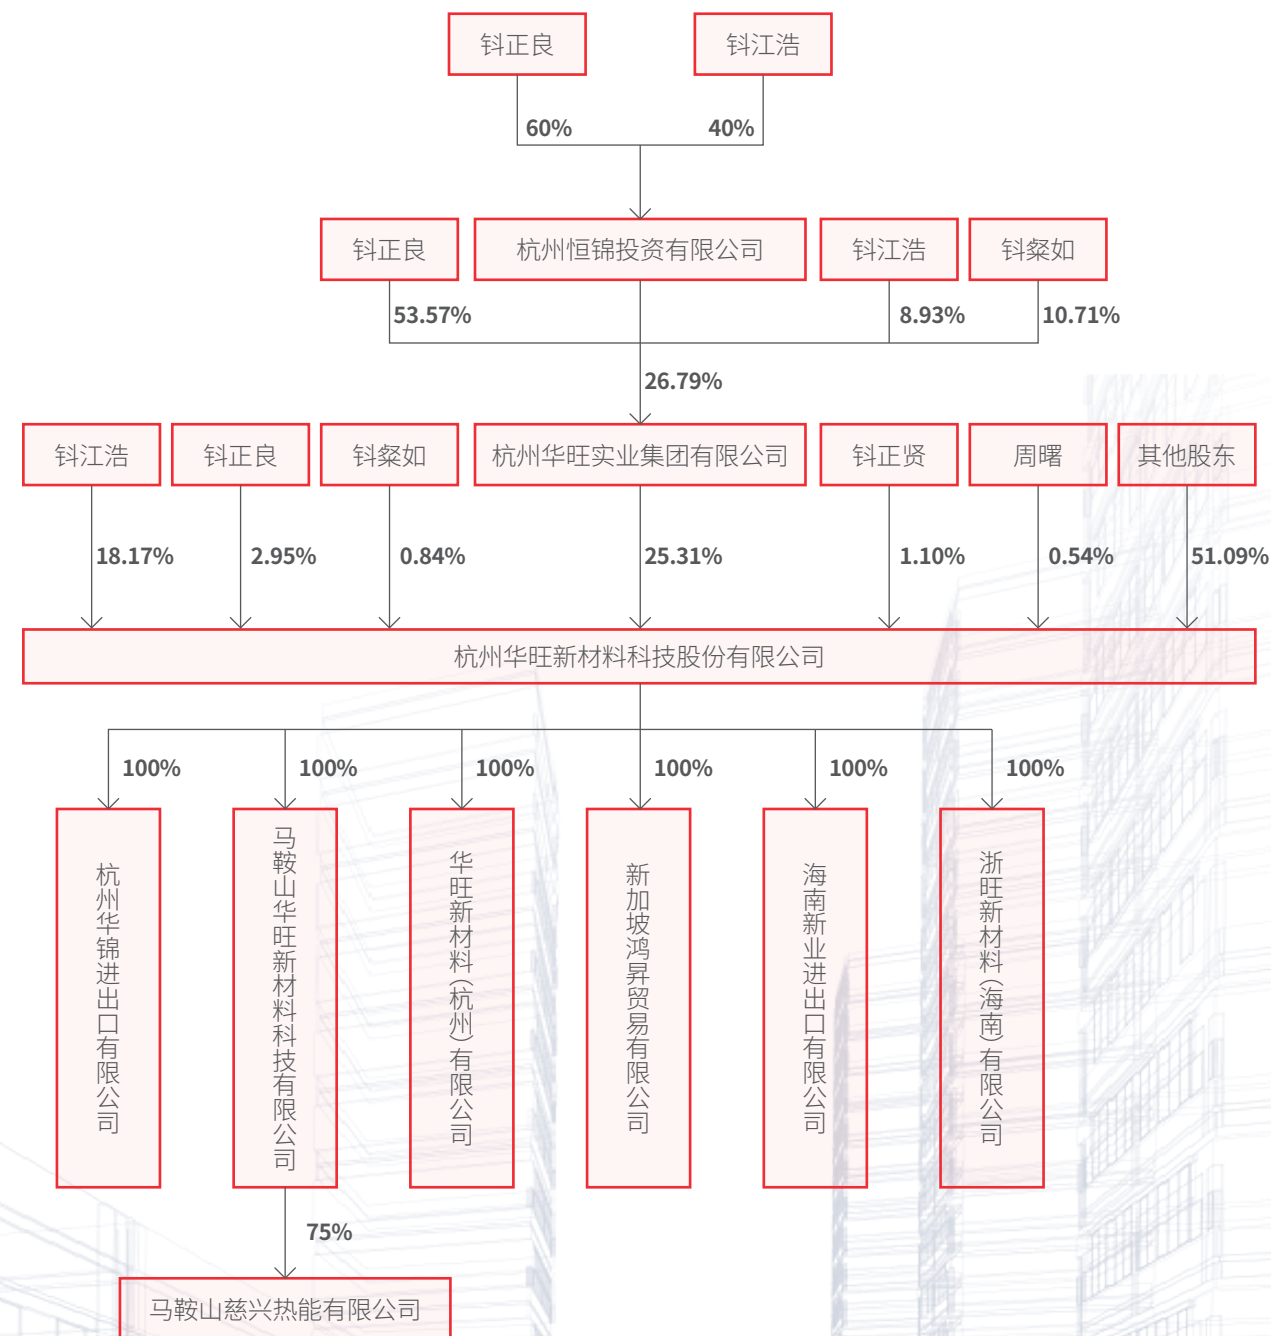 钭正良
钭江浩
60%
40%
钭正良
杭州恒锦投资有限公司
钭江浩
钭粲如
53.57%
8.93%
10.71%
26.79%
钭江浩
钭正良
钭粲如
杭州华旺实业集团有限公司
钭正贤
周曙
其他股东
18.17%
2.95%
0.84%
25.31%
1.10%
0.54%
51.09%
杭州华旺新材料科技股份有限公司
100%
100%
100%
100%
100%
100%
杭州华锦进出口有限公司
马鞍山华旺新材料科技有限公司
华旺新材料(杭州)有限公司
新加坡鸿昇贸易有限公司
海南新业进出口有限公司
浙旺新材料(海南)有限公司
75%
马鞍山慈兴热能有限公司